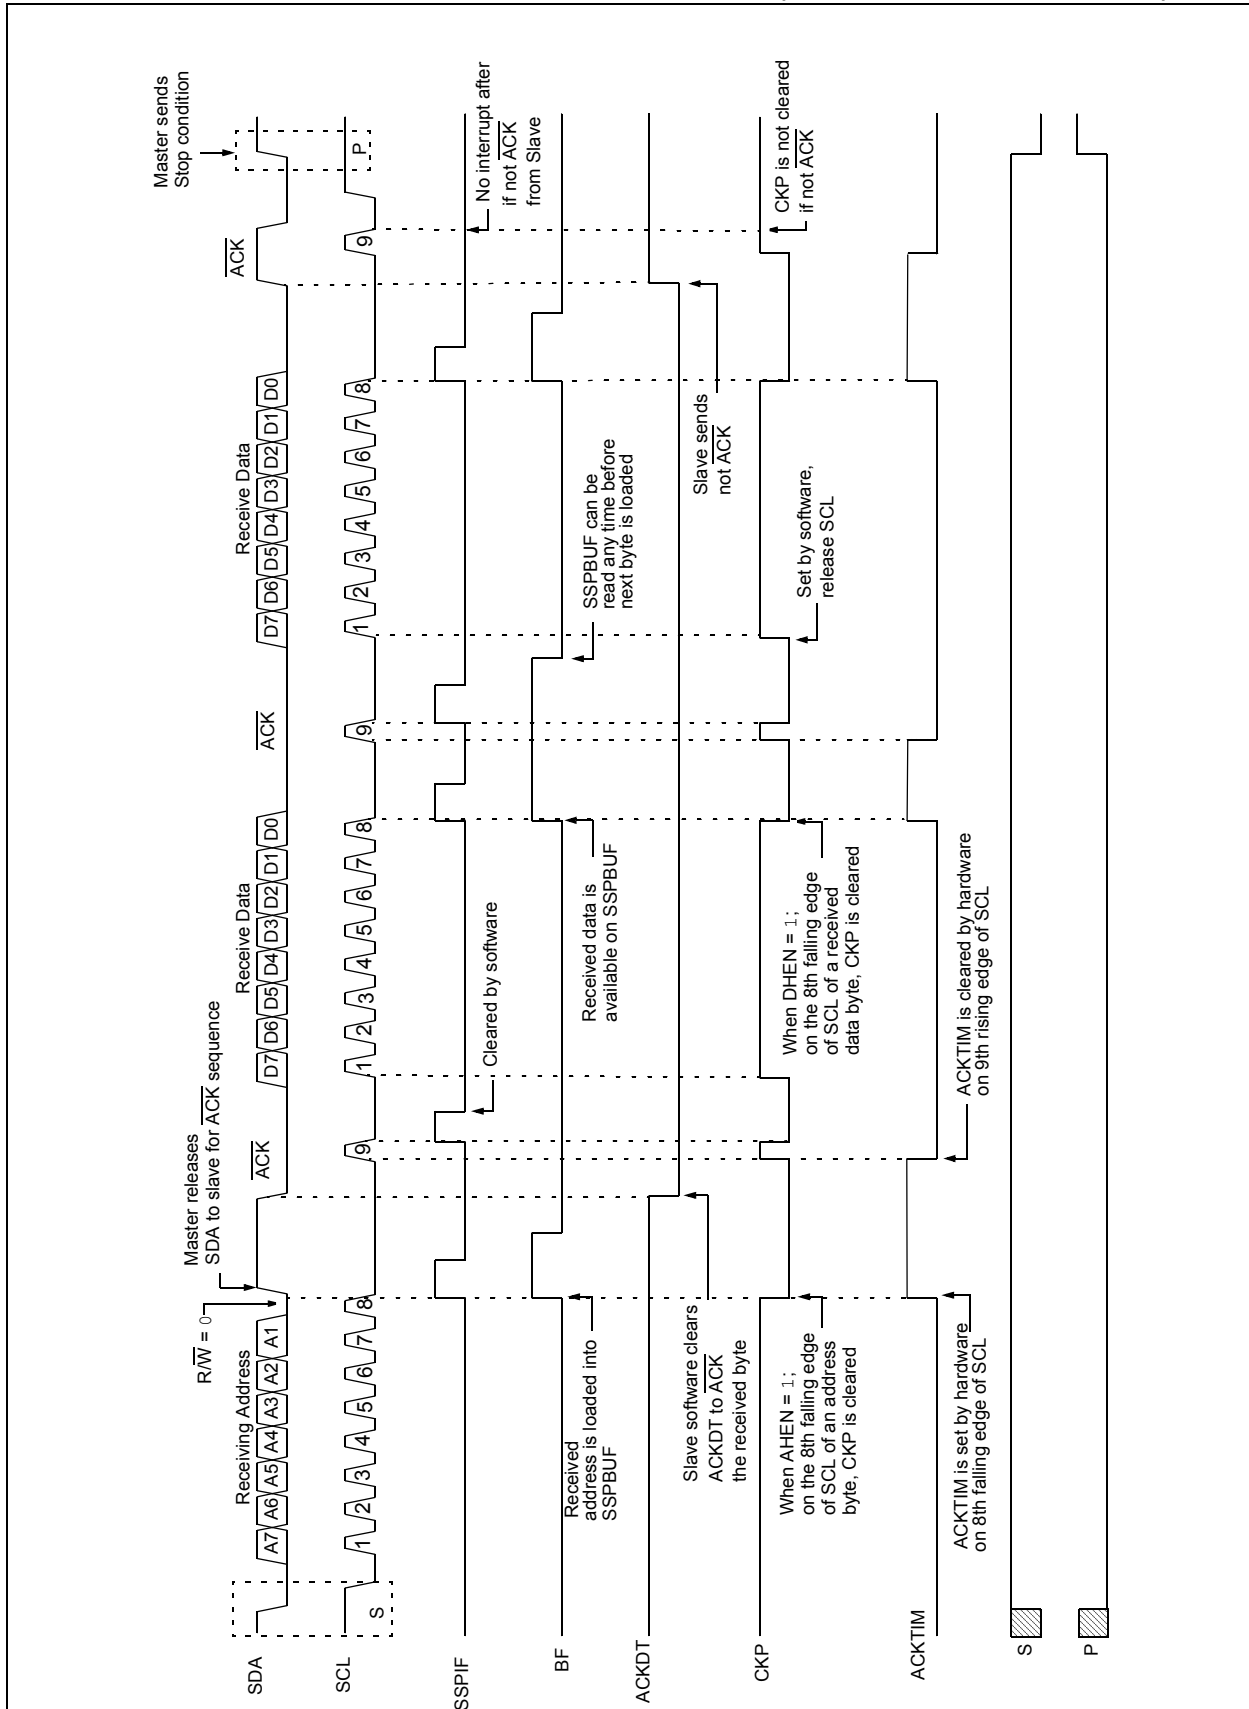 Master sends
Stop condition
Master releases
SDA to slave for ACK sequence
R/W = 0
Receiving Address
Receive Data
Receive Data
ACK
ACK
ACK
SDA
A7 A6 A5 A4 A3 A2 A1
D7 D6 D5 D4 D3 D2 D1 D0
D7 D6 D5 D4 D3 D2 D1 D0
SCL
S
1 2 3 4 5 6 7 8 9
1 2 3 4 5 6 7 8 9
1 2 3 4 5 6 7 8 9
P
SSPIF
Cleared by software
No interrupt after
if not ACK
from Slave
BF
Received
address is loaded into
SSPBUF
Received data is
available on SSPBUF
SSPBUF can be
read any time before
next byte is loaded
ACKDT
Slave software clears
ACKDT to ACK
the received byte
Slave sends
not ACK
CKP
When AHEN = 1;
on the 8th falling edge
of SCL of an address
byte, CKP is cleared
When DHEN = 1;
on the 8th falling edge
of SCL of a received
data byte, CKP is cleared
Set by software,
release SCL
CKP is not cleared
if not ACK
ACKTIM
ACKTIM is set by hardware
on 8th falling edge of SCL
ACKTIM is cleared by hardware
on 9th rising edge of SCL
S
P